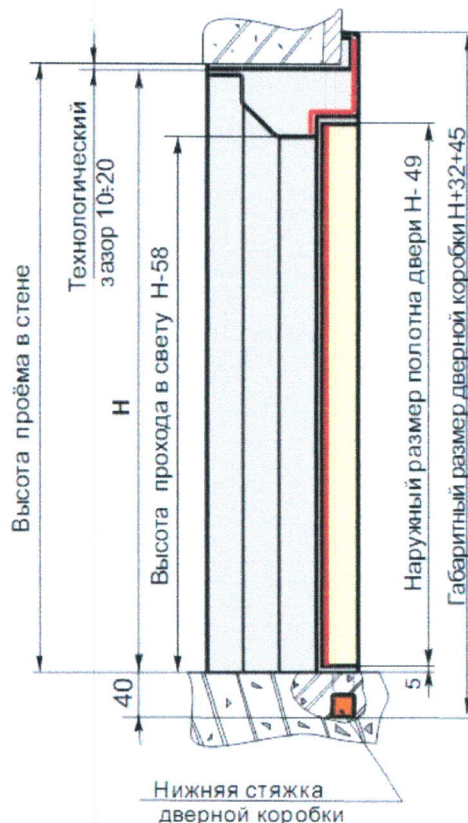 Высота проёма в стене
Технологический
зазор 10÷20
Н
Высота прохода в свету Н-58
Наружный размер полотна двери Н- 49
Габаритный размер дверной коробки Н+32+45
40
5
Нижняя стяжка
дверной коробки